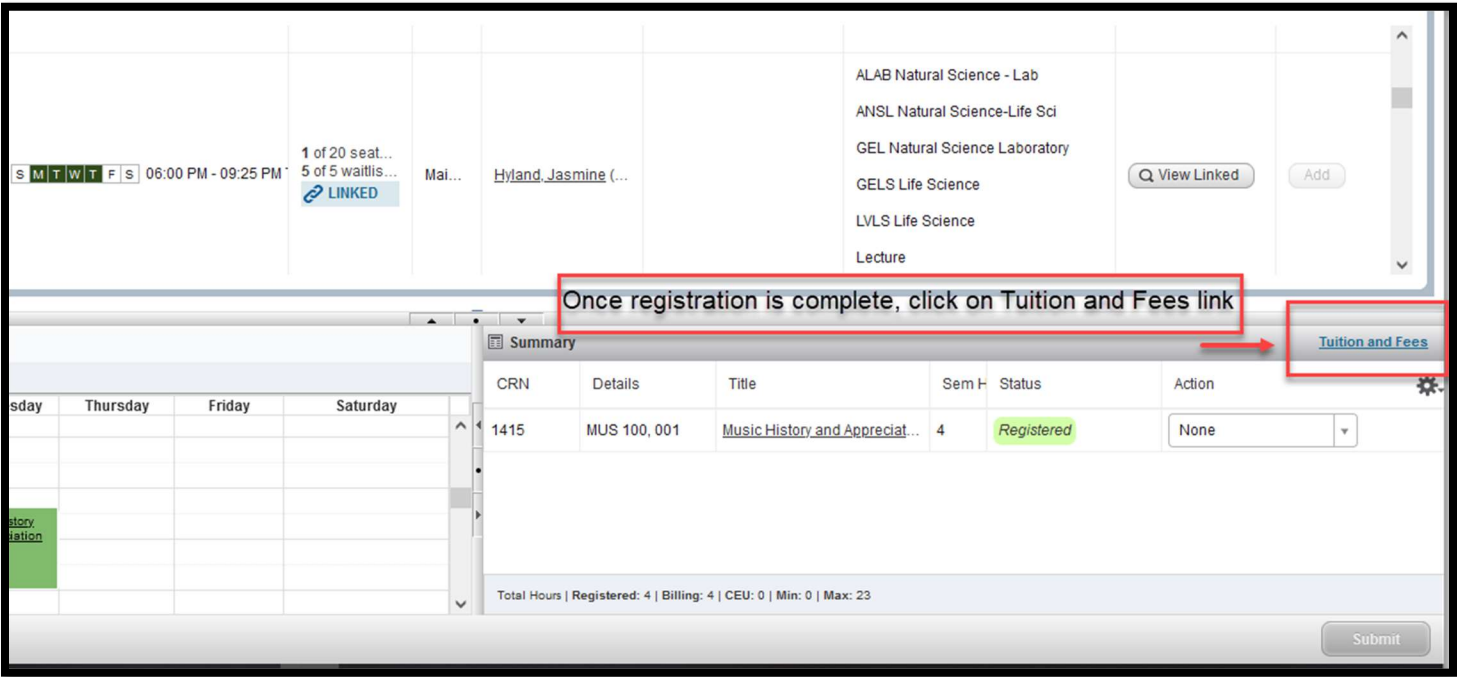 ALAB Natural Science - Lab
ANSL Natural Science-Life Sci
GEL Natural Science Laboratory
GELS Life Science
LVLS Life Science
Lecture
S M T W T F S 06:00 PM - 09:25 PM
1 of 20 seat...
5 of 5 waitlis...
LINKED
Mai...
Hyland, Jasmine (...
View Linked
Add
Once registration is complete, click on Tuition and Fees link
Summary
Tuition and Fees
CRN Details Title Sem H Status Action
1415 MUS 100, 001 Music History and Appreciat... 4 Registered None
sday Thursday Friday Saturday
story
iation
Total Hours | Registered: 4 | Billing: 4 | CEU: 0 | Min: 0 | Max: 23
Submit